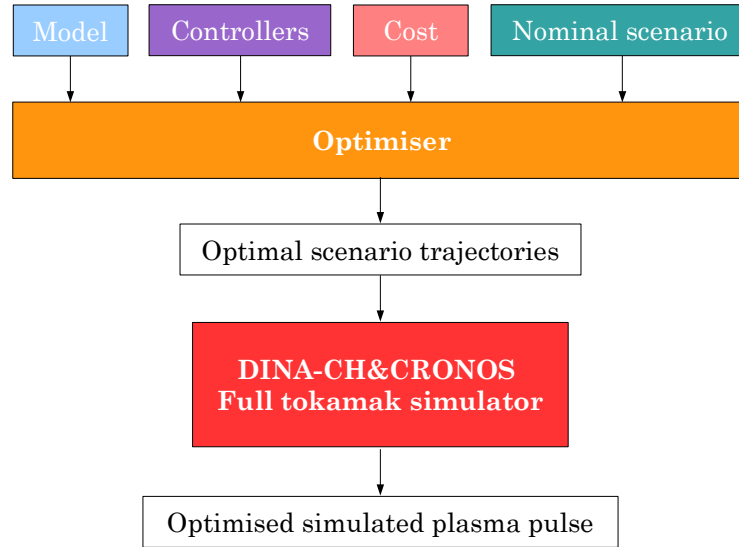 Model
Controllers
Cost
Nominal scenario
Optimiser
Optimal scenario trajectories
DINA-CH&CRONOS
Full tokamak simulator
Optimised simulated plasma pulse